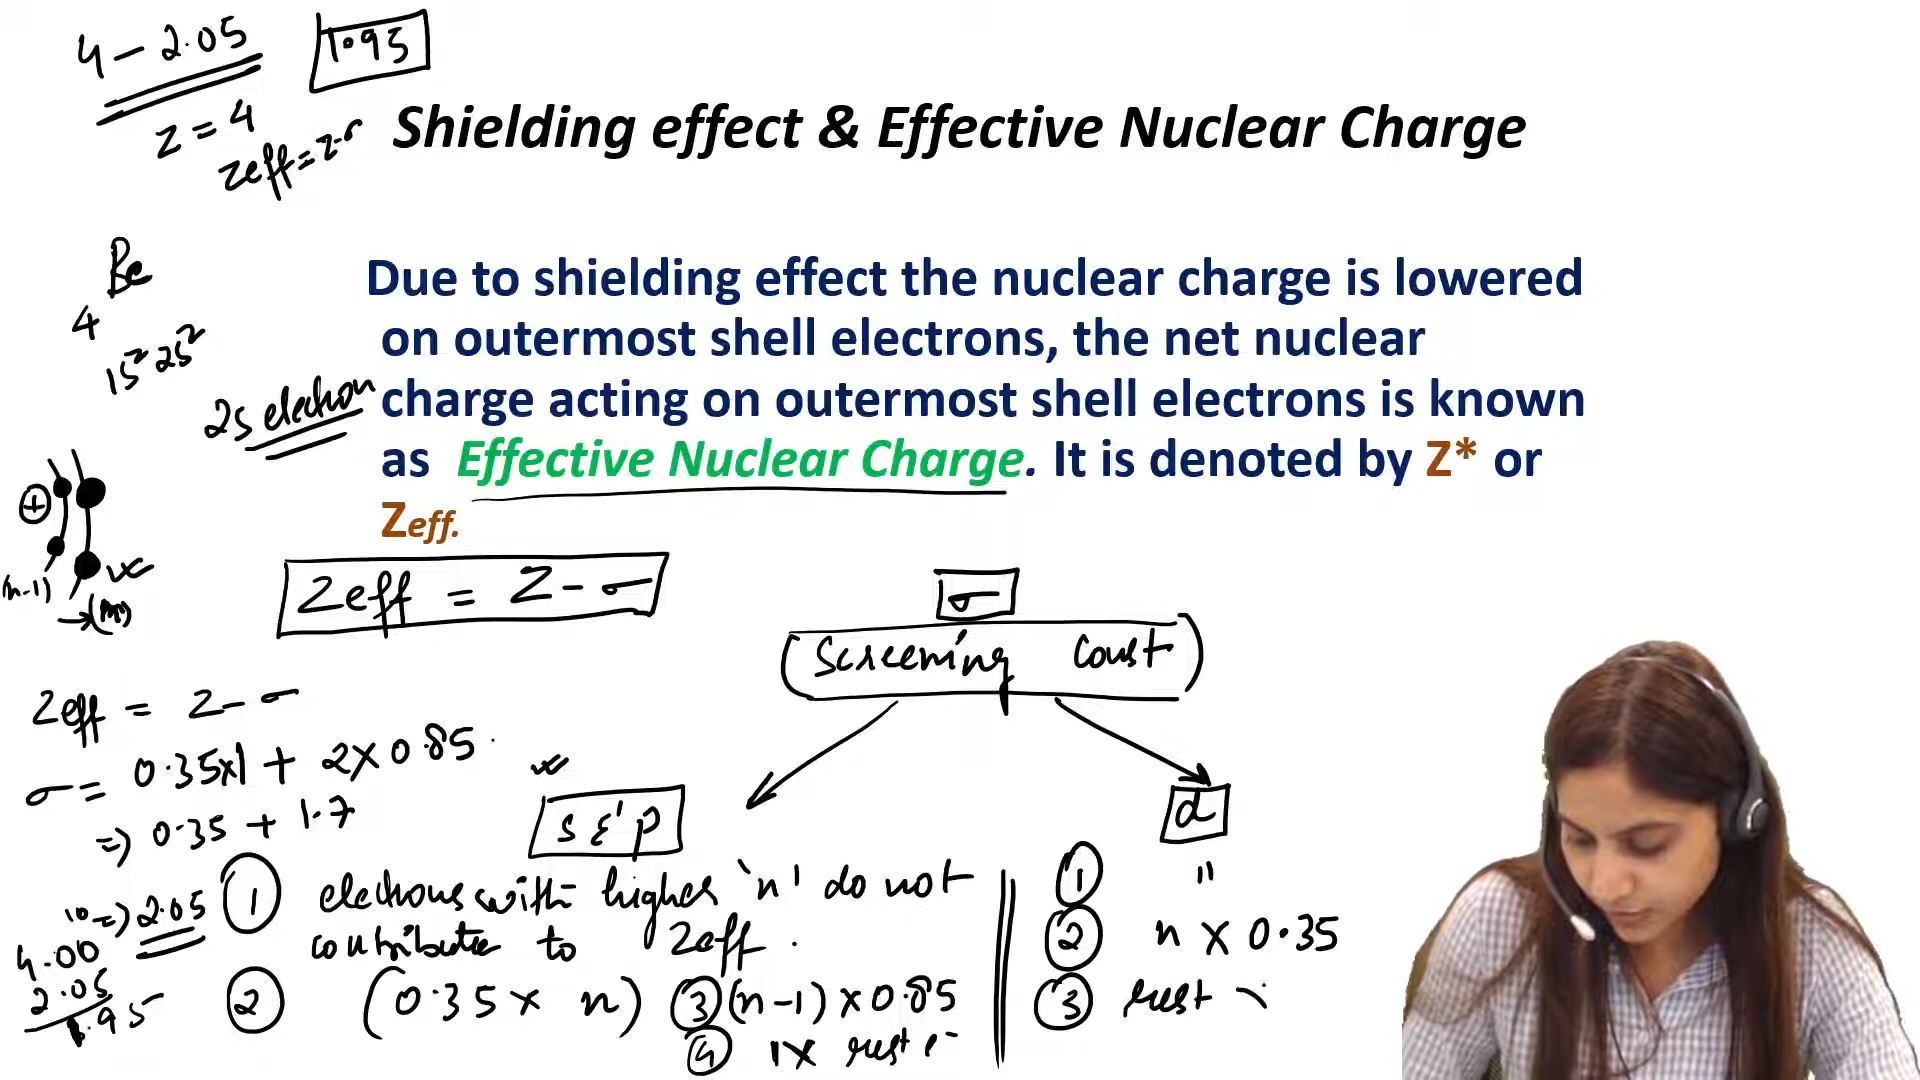 4 - 2.05
1.95
Z = 4
Zeff = Z-σ
Shielding effect & Effective Nuclear Charge
Be
4
1s² 2s²
2s electron
Due to shielding effect the nuclear charge is lowered
on outermost shell electrons, the net nuclear
charge acting on outermost shell electrons is known
as Effective Nuclear Charge. It is denoted by Z* or
Zeff.
+
(n-1)
Zeff = Z - σ
σ
(Screening Const)
Zeff = Z - σ
σ = 0.35x1 + 2x0.85
=> 0.35 + 1.7
=> 2.05
4.00
2.05
1.95
s & p
d
1 electrons with higher 'n' do not
contribute to Zeff.
2 (0.35 x n) 3 (n-1) x 0.85
4 1x rest e-
1 "
2 n x 0.35
3 rest